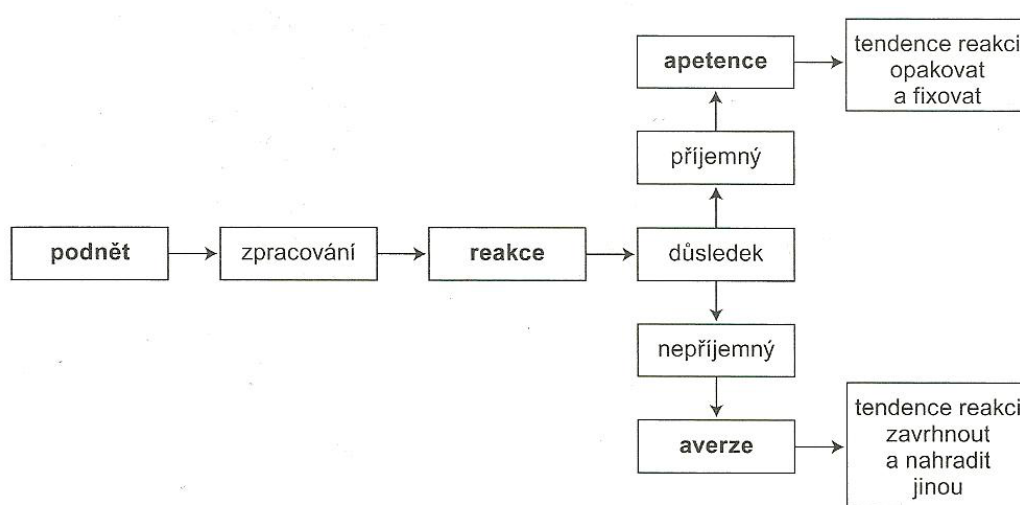 podnět
zpracování
reakce
důsledek
příjemný
apetence
tendence reakci
opakovat
a fixovat
nepříjemný
averze
tendence reakci
zavrhnout
a nahradit
jinou